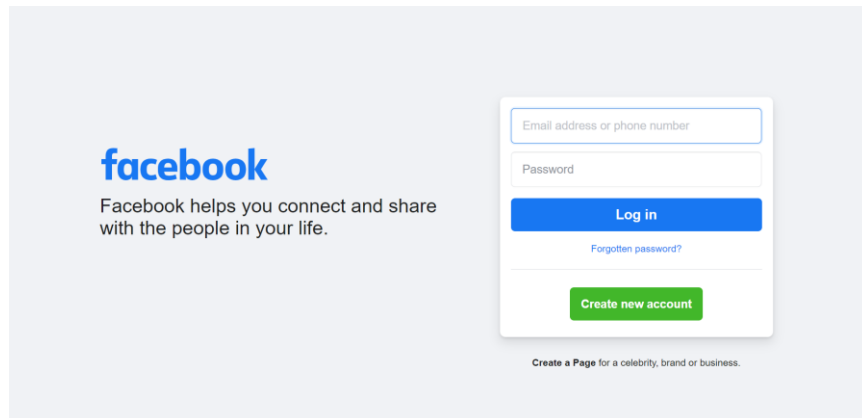 facebook
Facebook helps you connect and share
with the people in your life.
Email address or phone number
Password
Log in
Forgotten password?
Create new account
Create a Page for a celebrity, brand or business.